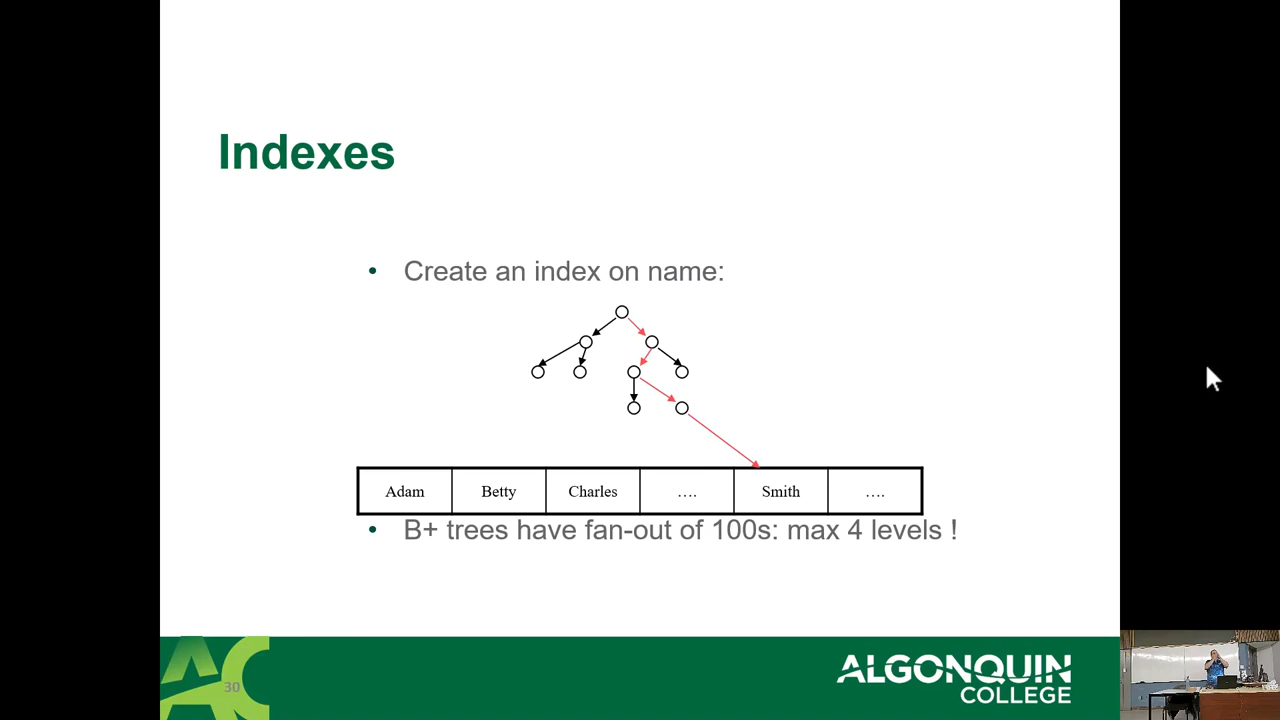 Indexes
• Create an index on name:
Adam Betty Charles .... Smith ....
• B+ trees have fan-out of 100s: max 4 levels !
AC
30
ALGONQUIN
COLLEGE